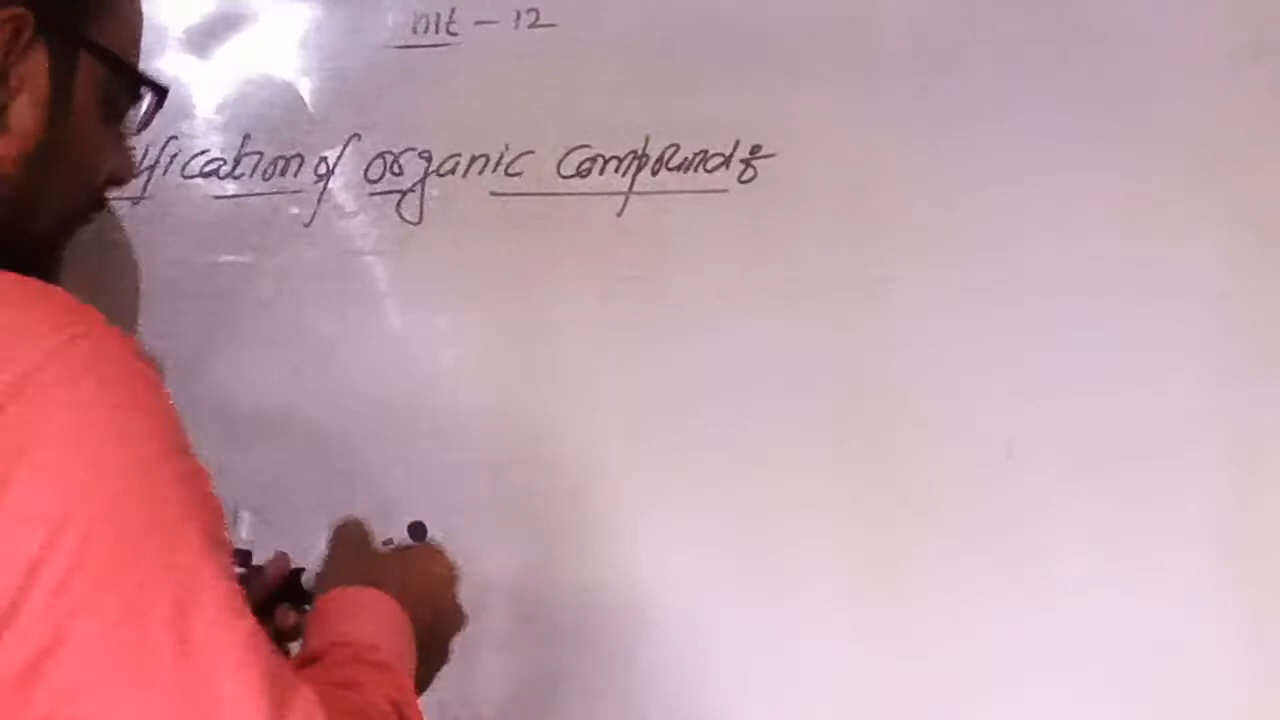 nit - 12
ification of organic compounds